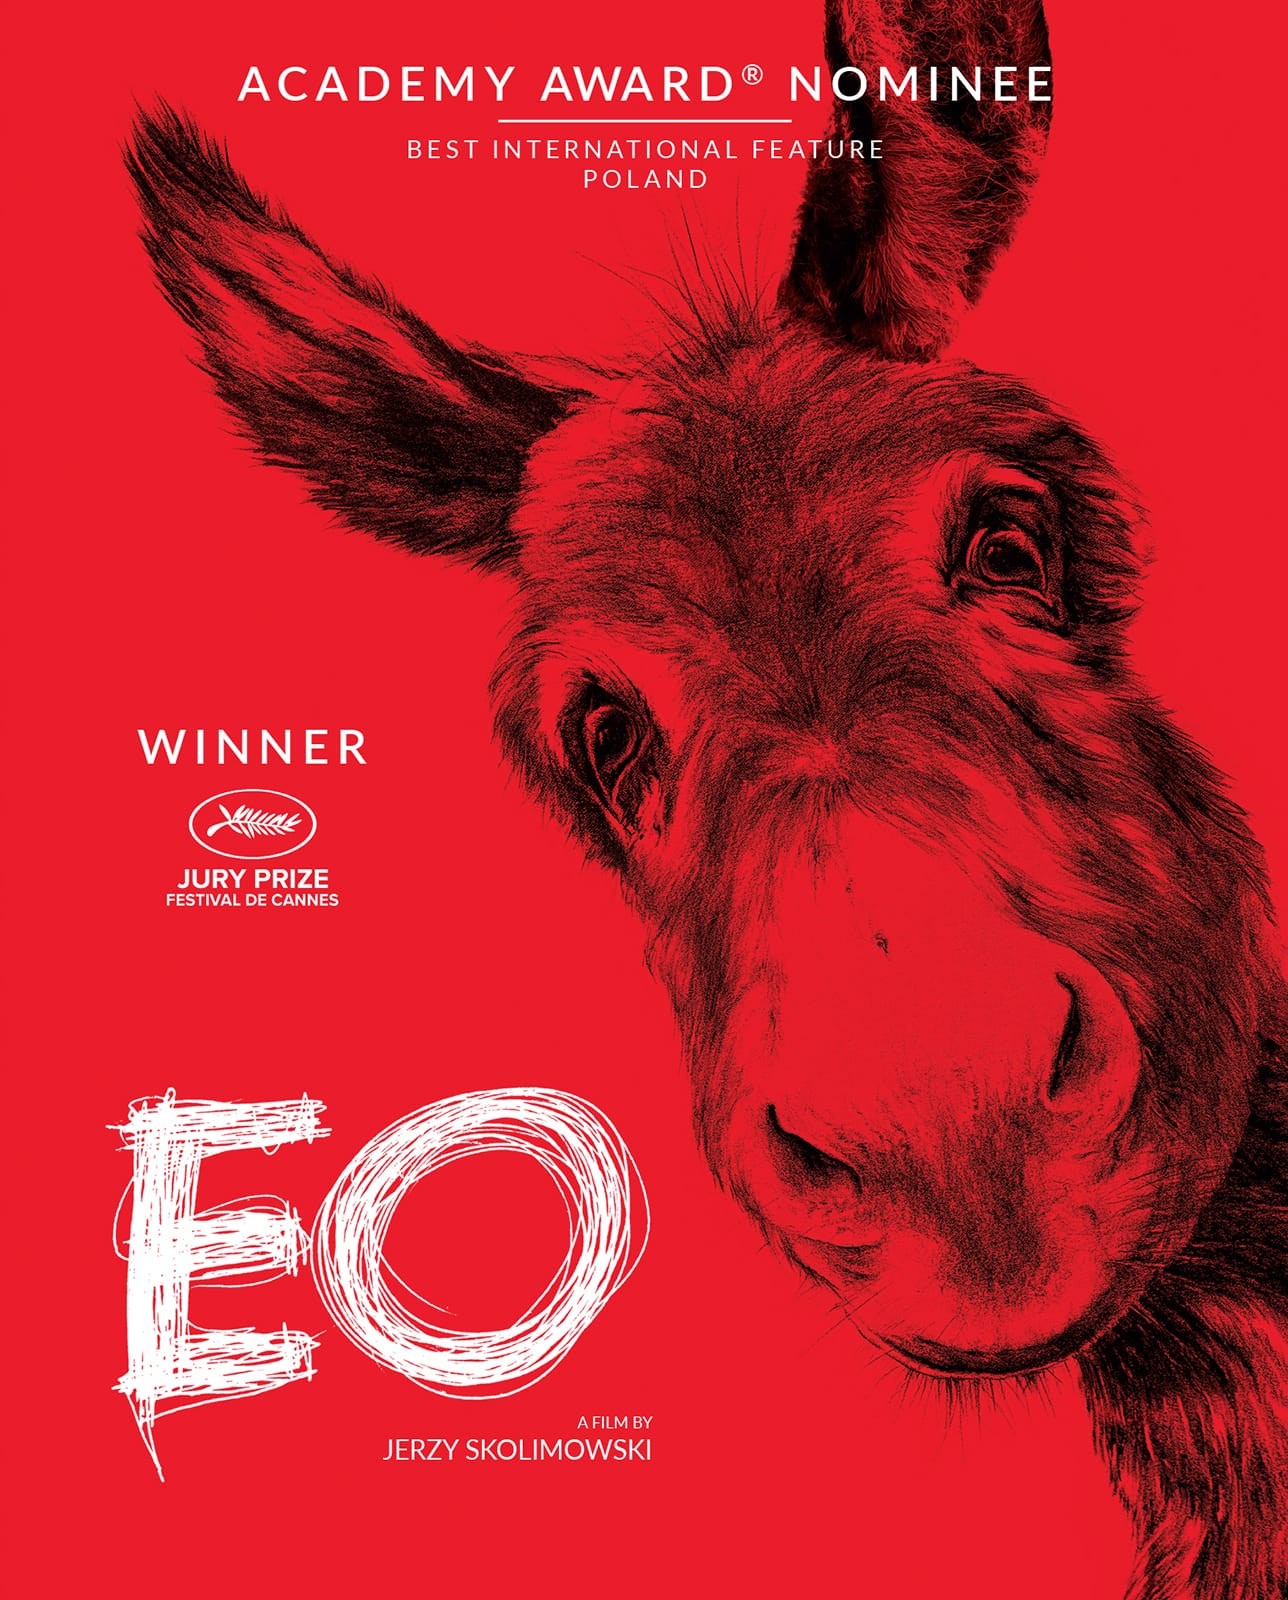 ACADEMY AWARD® NOMINEE
BEST INTERNATIONAL FEATURE
POLAND
WINNER
JURY PRIZE
FESTIVAL DE CANNES
EO
A FILM BY
JERZY SKOLIMOWSKI